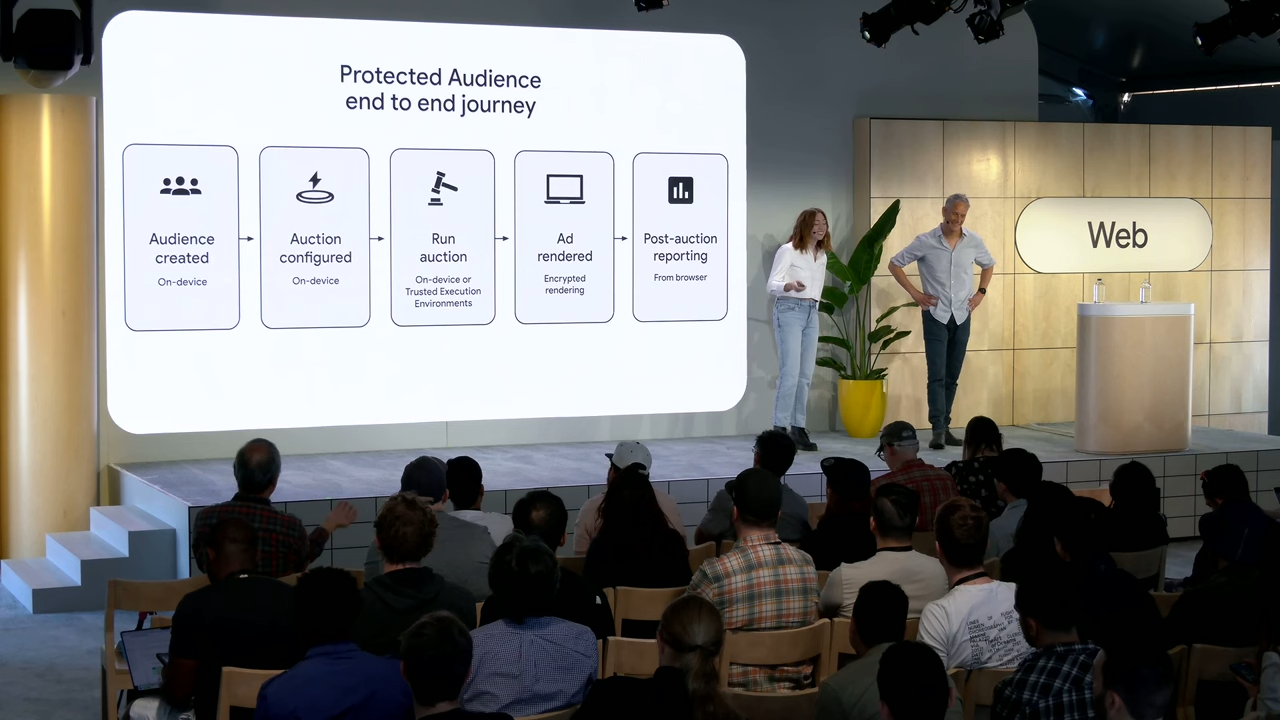 Protected Audience
end to end journey
Audience
created
On-device
Auction
configured
On-device
Run
auction
On-device or
Trusted Execution
Environments
Ad
rendered
Encrypted
rendering
Post-auction
reporting
From browser
Web